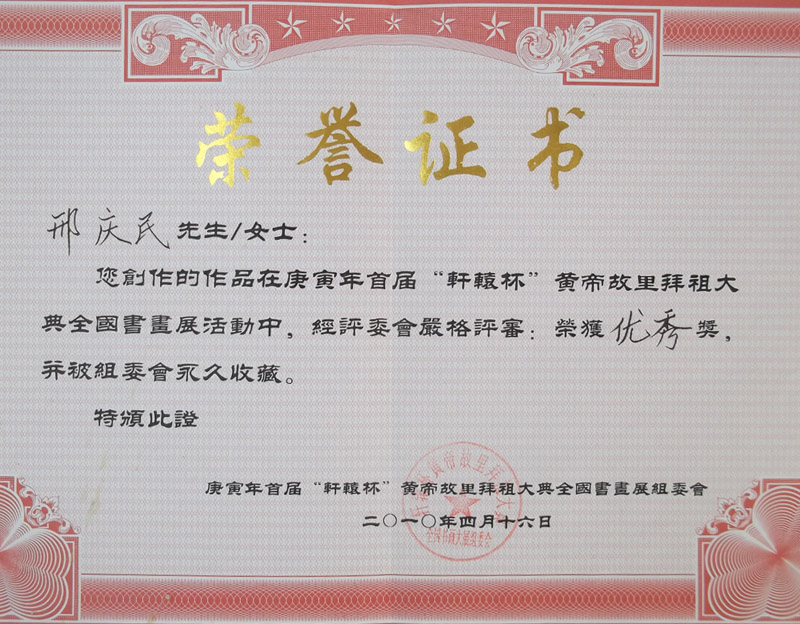 荣誉证书
邢庆民先生/女士：
您創作的作品在庚寅年首届“軒轅杯”黄帝故里拜祖大
典全國書畫展活動中，經評委會嚴格評審：榮獲优秀獎，
并被組委會永久收藏。
特頒此證
庚寅年首届“軒轅杯”黄帝故里拜祖大典全國書畫展組委會
二〇一〇年四月十六日